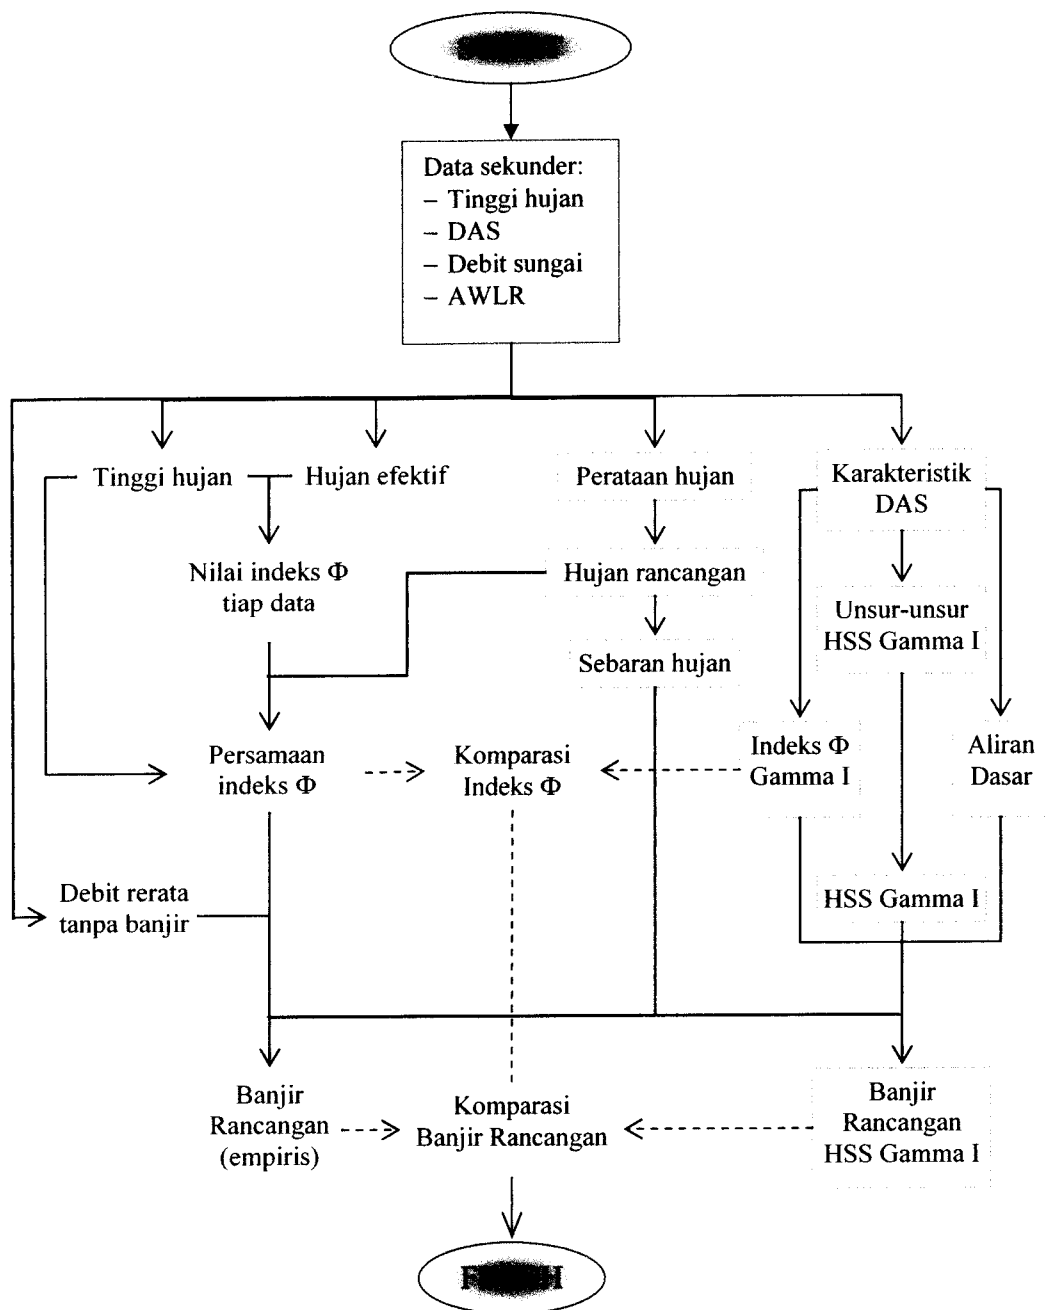 Data sekunder:
– Tinggi hujan
– DAS
– Debit sungai
– AWLR
Tinggi hujan
Hujan efektif
Perataan hujan
Karakteristik
DAS
Nilai indeks Φ
tiap data
Hujan rancangan
Unsur-unsur
HSS Gamma I
Sebaran hujan
Persamaan
indeks Φ
Komparasi
Indeks Φ
Indeks Φ
Gamma I
Aliran
Dasar
Debit rerata
tanpa banjir
HSS Gamma I
Banjir
Rancangan
(empiris)
Komparasi
Banjir Rancangan
Banjir
Rancangan
HSS Gamma I